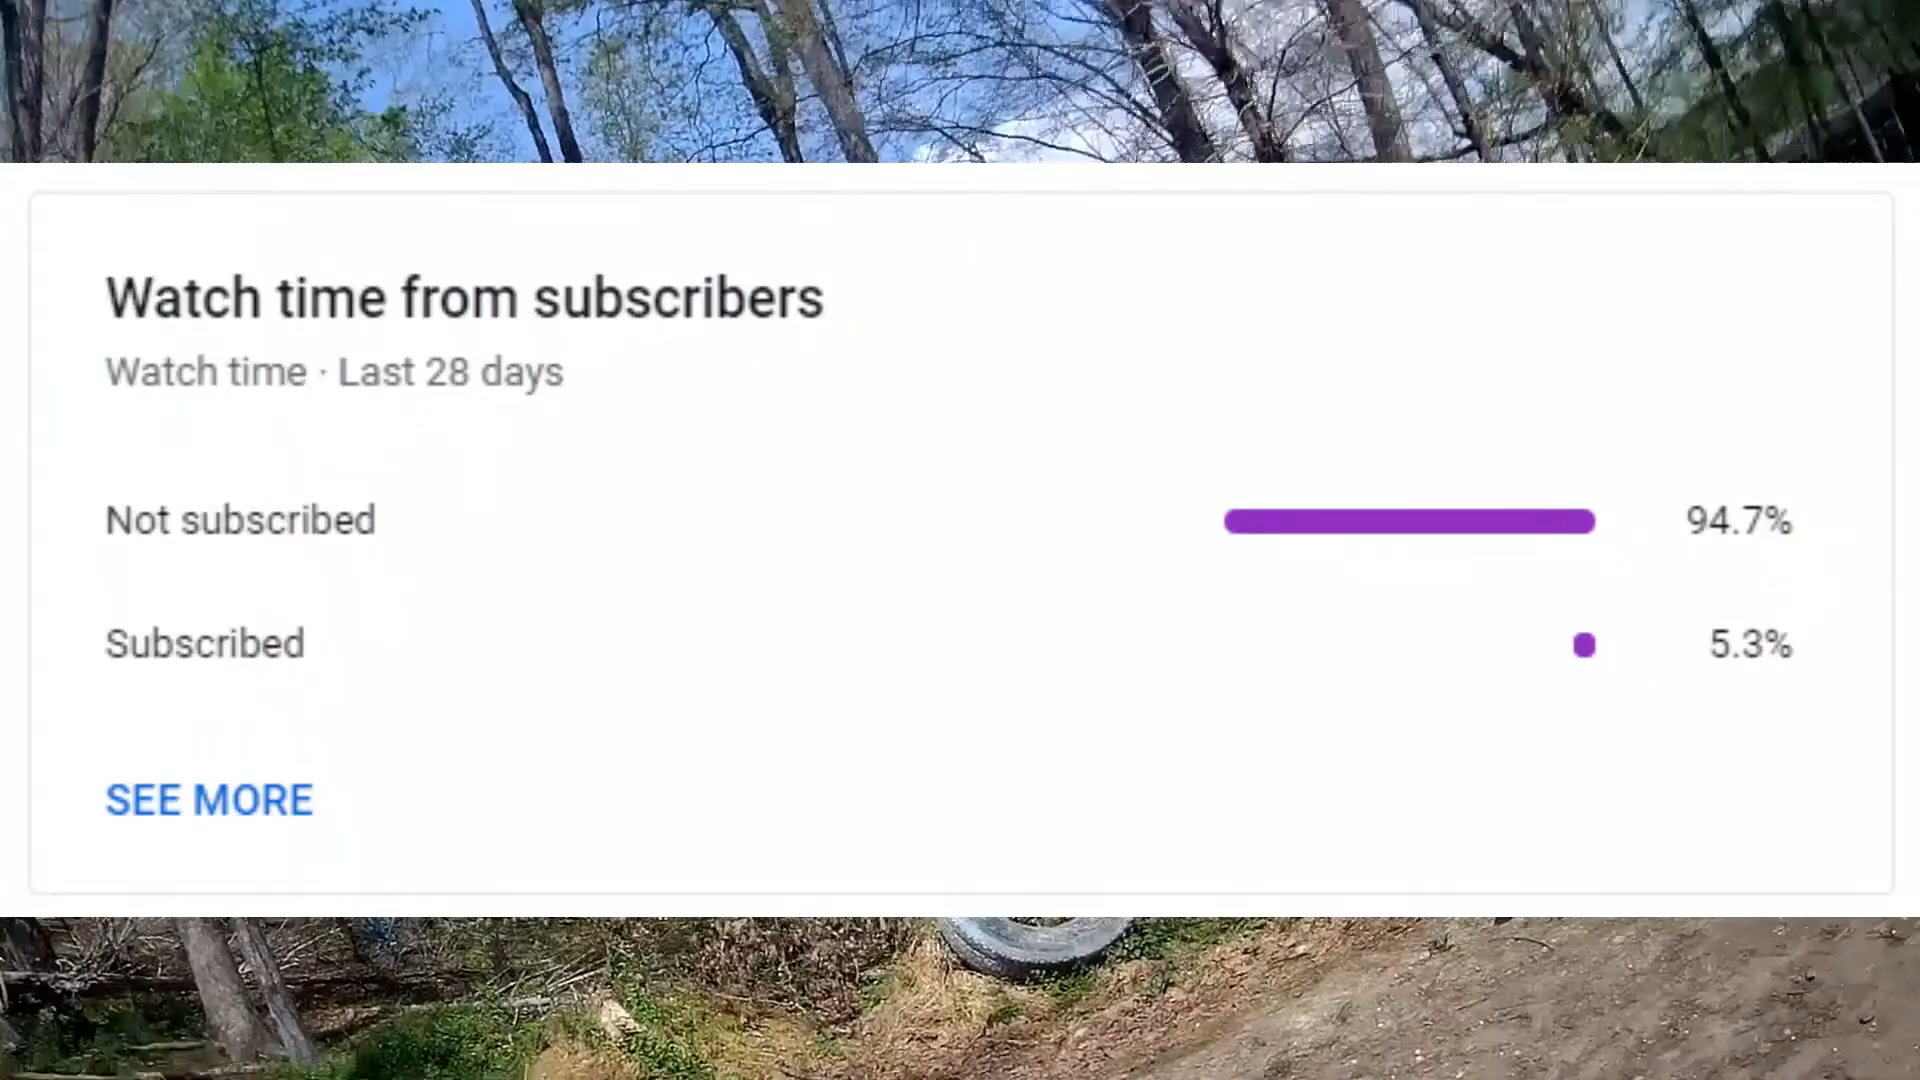 Watch time from subscribers
Watch time · Last 28 days
Not subscribed 94.7%
Subscribed 5.3%
SEE MORE